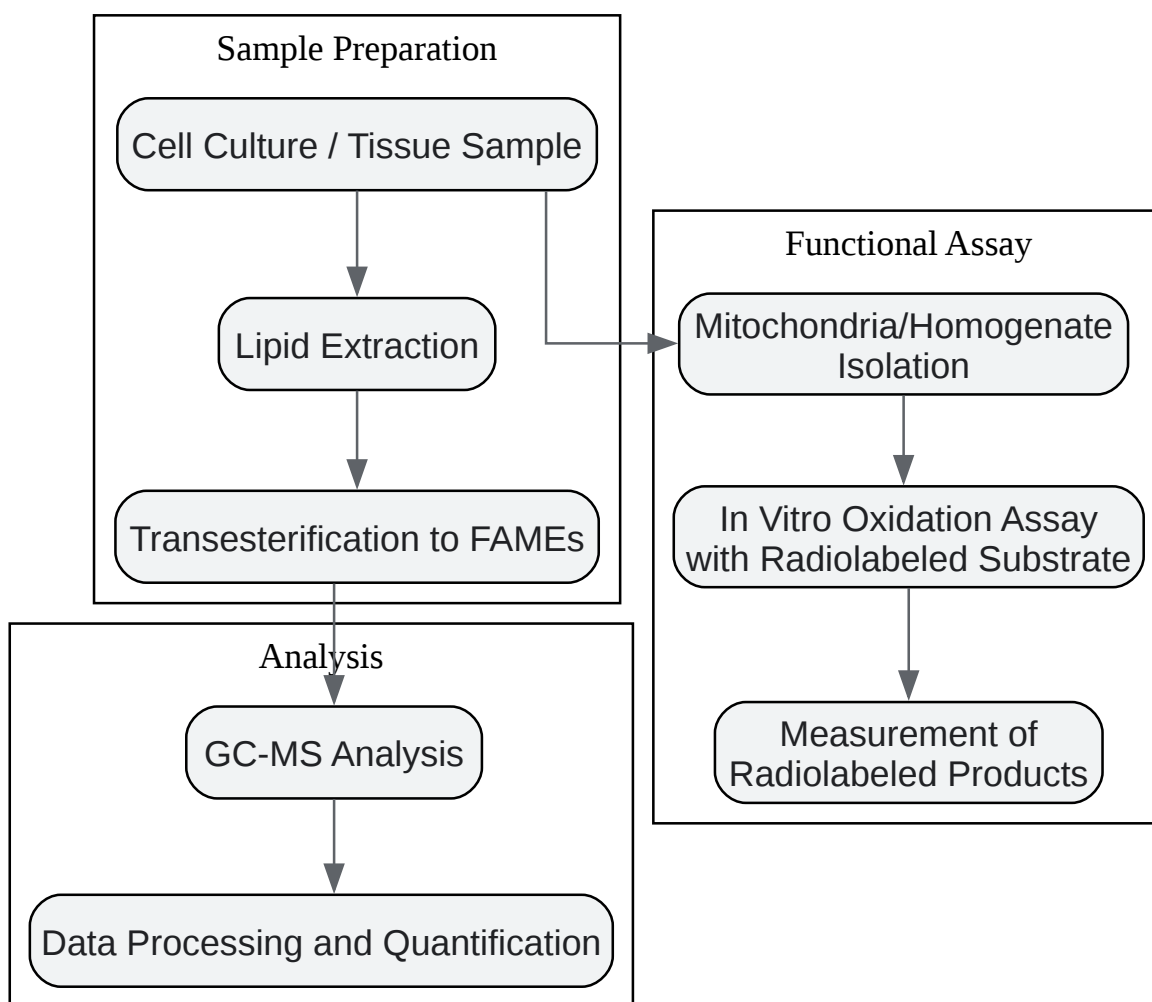 Sample Preparation
Cell Culture / Tissue Sample
Lipid Extraction
Transesterification to FAMEs
Analysis
GC-MS Analysis
Data Processing and Quantification
Functional Assay
Mitochondria/Homogenate
Isolation
In Vitro Oxidation Assay
with Radiolabeled Substrate
Measurement of
Radiolabeled Products